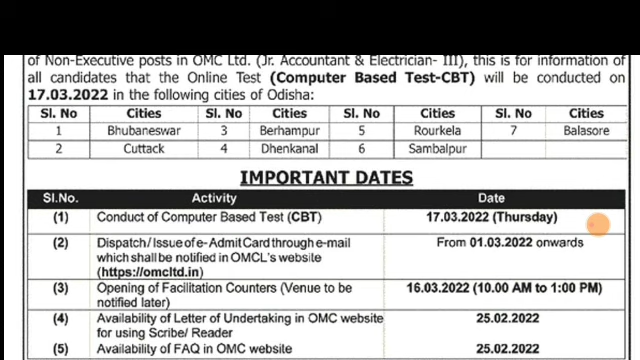 of Non-Executive posts in OMC Ltd. (Jr. Accountant & Electrician- III), this is for information of
all candidates that the Online Test (Computer Based Test-CBT) will be conducted on
17.03.2022 in the following cities of Odisha:
Sl. No Cities Sl. No Cities Sl. No Cities Sl. No Cities
1 Bhubaneswar 3 Berhampur 5 Rourkela 7 Balasore
2 Cuttack 4 Dhenkanal 6 Sambalpur
IMPORTANT DATES
Sl.No. Activity Date
(1) Conduct of Computer Based Test (CBT) 17.03.2022 (Thursday)
(2) Dispatch/Issue of e-Admit Card through e-mail From 01.03.2022 onwards
which shall be notified in OMCL's website
(https://omcltd.in)
(3) Opening of Facilitation Counters (Venue to be 16.03.2022 (10.00 AM to 1:00 PM)
notified later)
(4) Availability of Letter of Undertaking in OMC website 25.02.2022
for using Scribe/ Reader
(5) Availability of FAQ in OMC website 25.02.2022